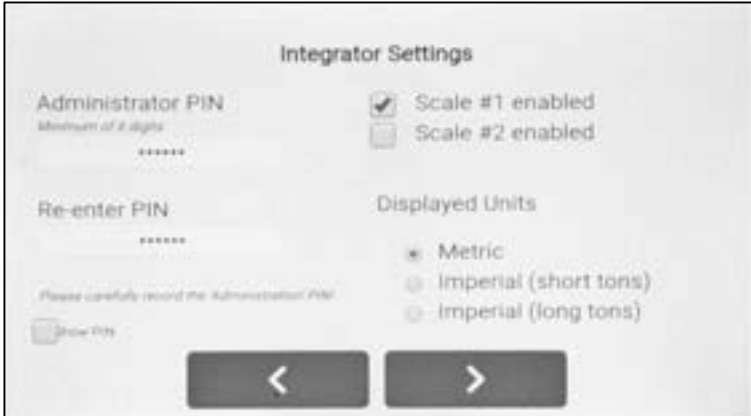 Integrator Settings
Administrator PIN
Minimum of 4 digits
••••••
Re-enter PIN
••••••
Please carefully record the Administration PIN!
Show PIN
Scale #1 enabled
Scale #2 enabled
Displayed Units
Metric
Imperial (short tons)
Imperial (long tons)
<
>